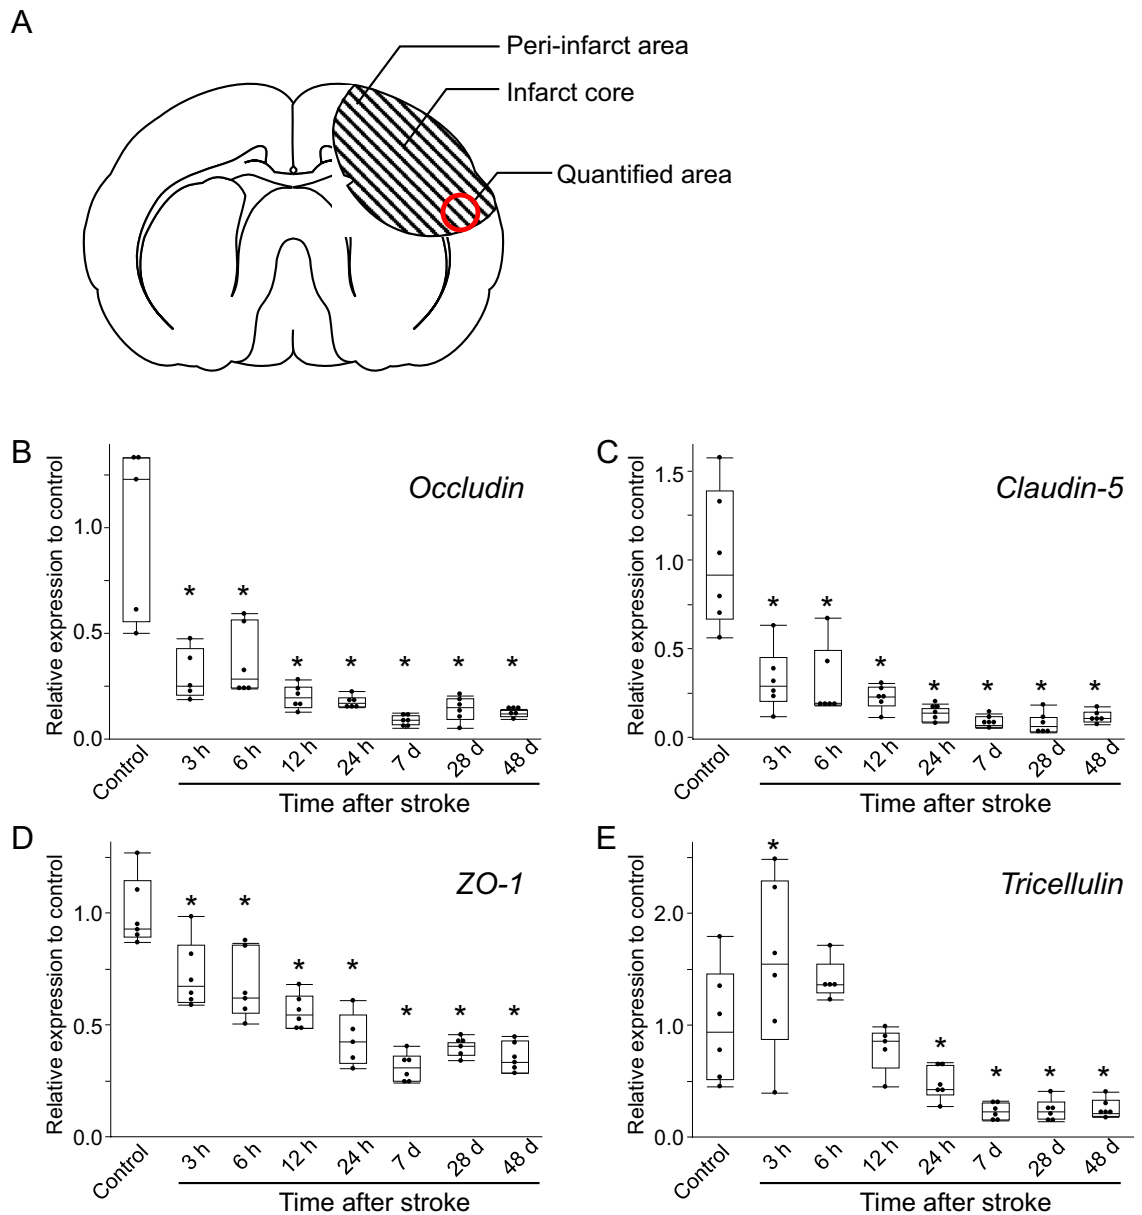 A
Peri-infarct area
Infarct core
Quantified area
B
Relative expression to control
1.0
0.5
0.0
Occludin
* * * * * * *
Control 3 h 6 h 12 h 24 h 7 d 28 d 48 d
Time after stroke
C
Relative expression to control
1.5
1.0
0.5
0.0
Claudin-5
* * * * * * *
Control 3 h 6 h 12 h 24 h 7 d 28 d 48 d
Time after stroke
D
Relative expression to control
1.0
0.5
0.0
ZO-1
* * * * * * *
Control 3 h 6 h 12 h 24 h 7 d 28 d 48 d
Time after stroke
E
Relative expression to control
2.0
1.0
0.0
Tricellulin
* * * * *
Control 3 h 6 h 12 h 24 h 7 d 28 d 48 d
Time after stroke